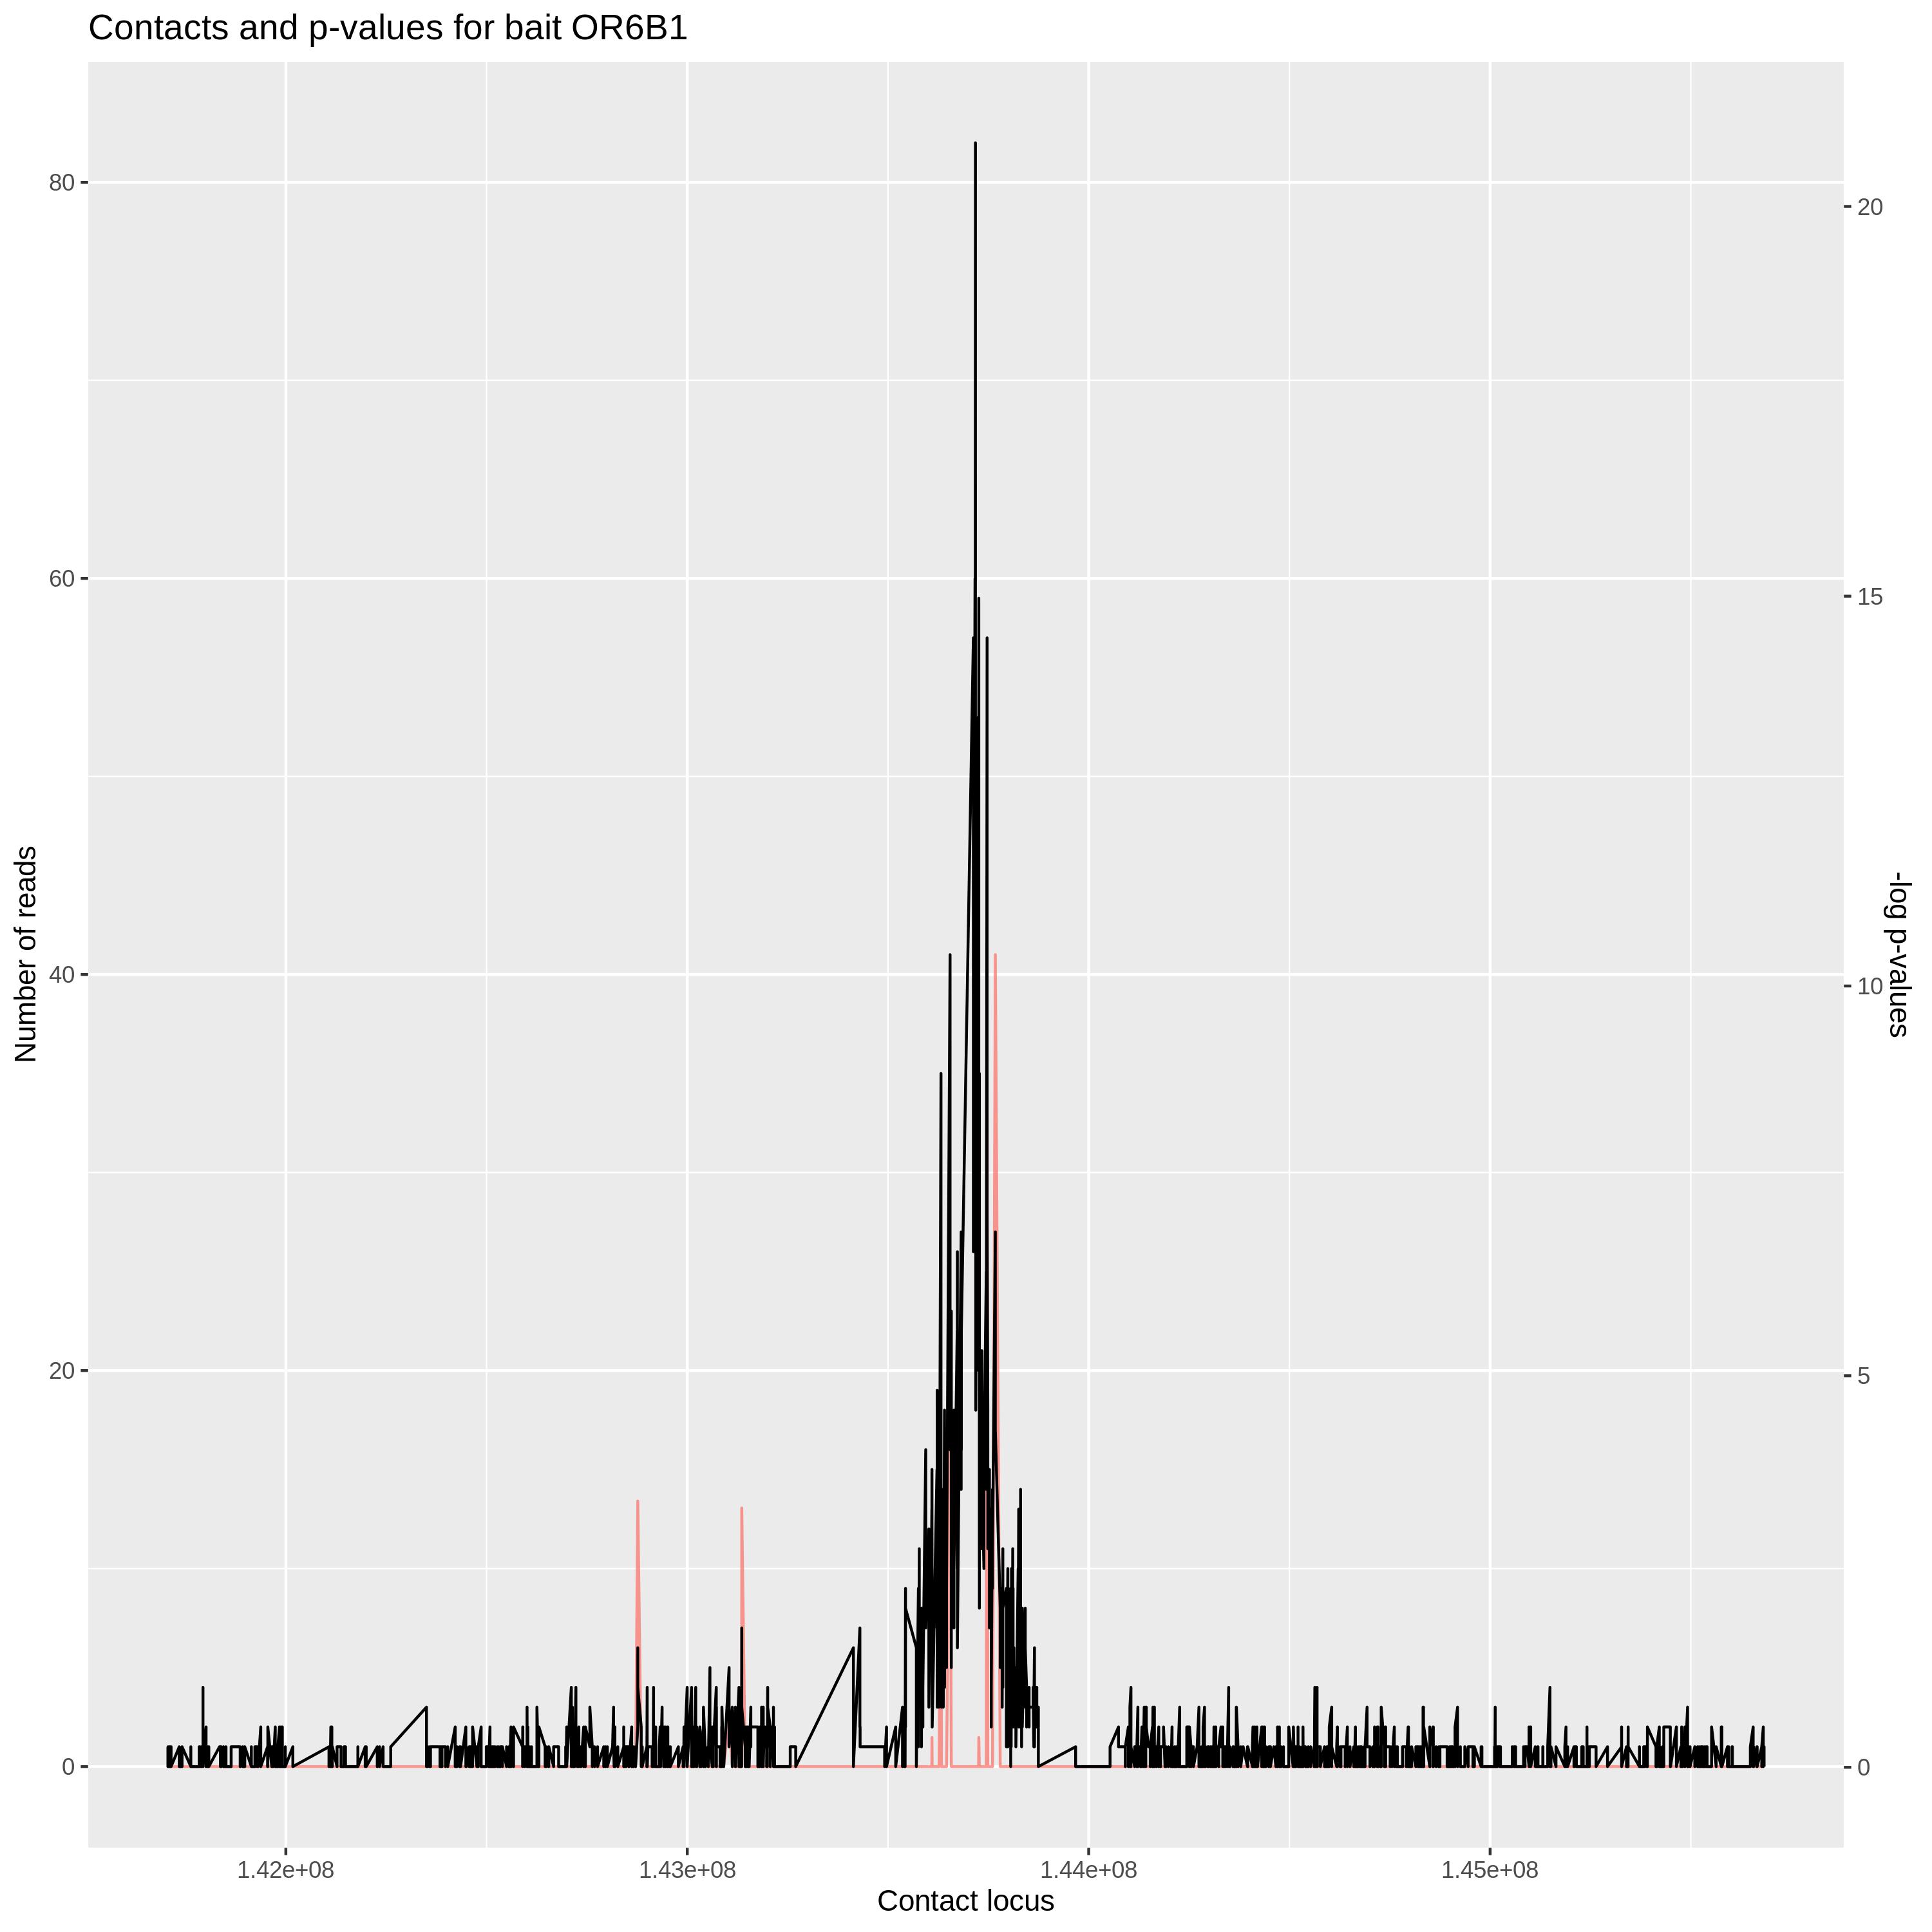 Contacts and p-values for bait OR6B1
80
60
40
20
0
20
15
10
5
0
Number of reads
-log p-values
1.42e+08
1.43e+08
1.44e+08
1.45e+08
Contact locus